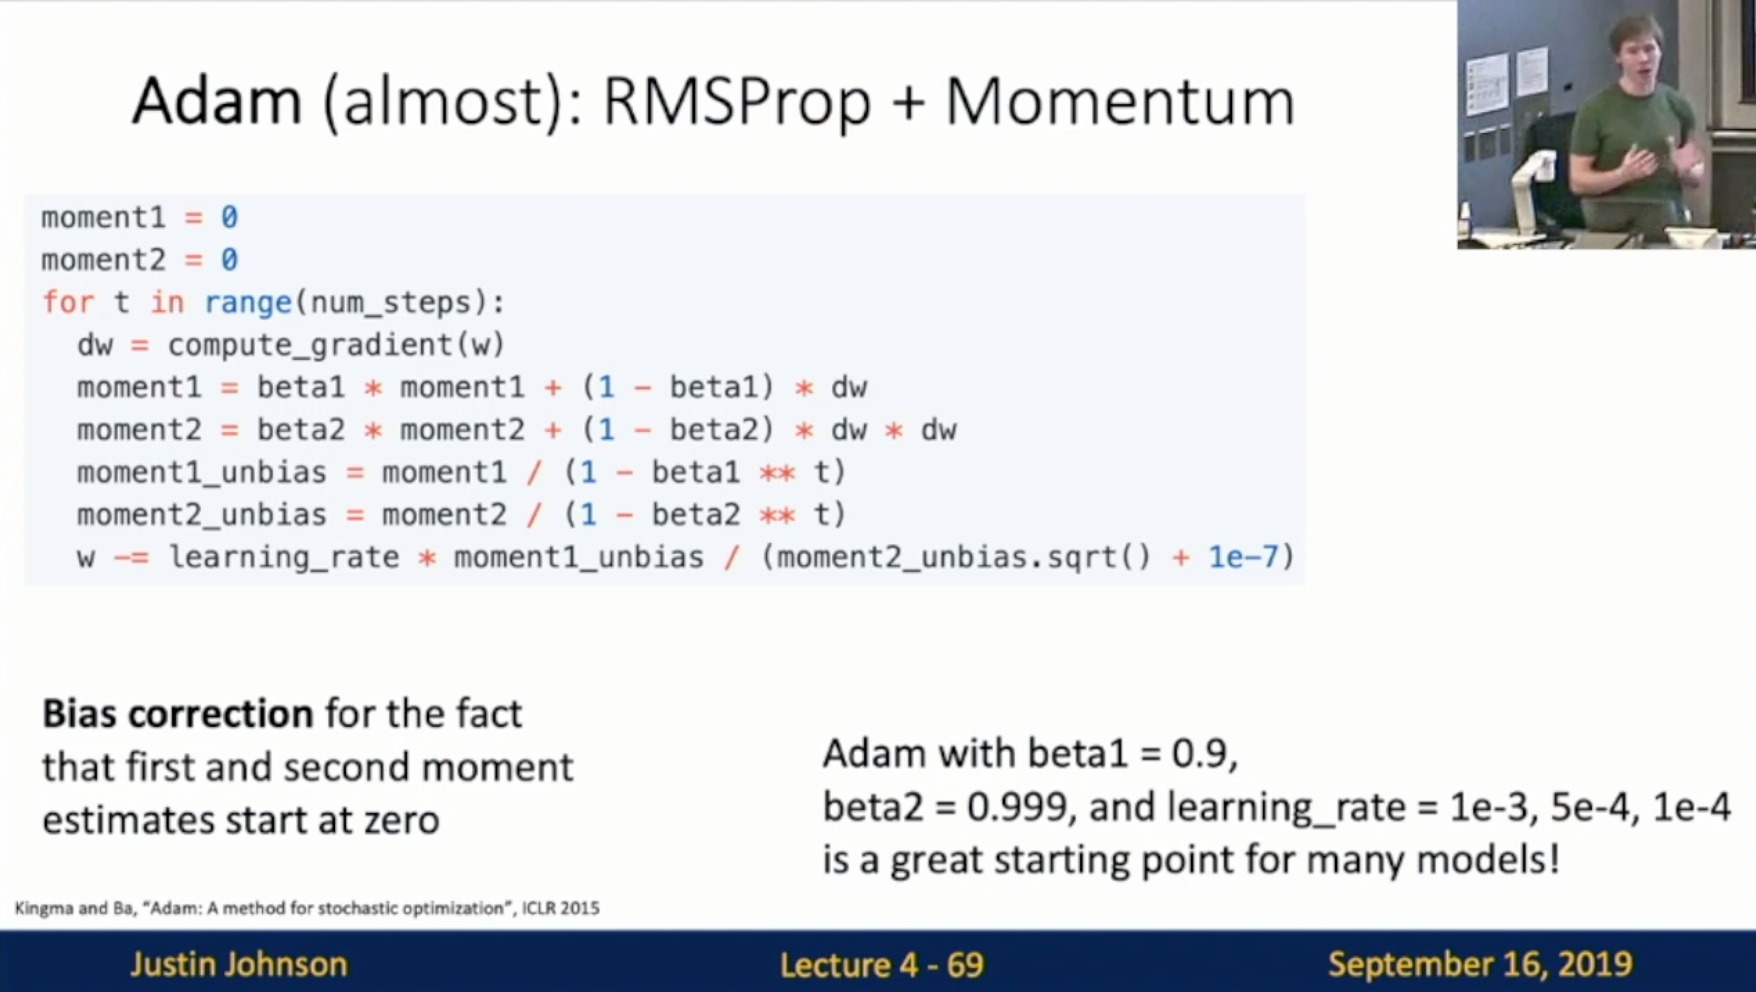 Adam (almost): RMSProp + Momentum
moment1 = 0
moment2 = 0
for t in range(num_steps):
  dw = compute_gradient(w)
  moment1 = beta1 * moment1 + (1 - beta1) * dw
  moment2 = beta2 * moment2 + (1 - beta2) * dw * dw
  moment1_unbias = moment1 / (1 - beta1 ** t)
  moment2_unbias = moment2 / (1 - beta2 ** t)
  w -= learning_rate * moment1_unbias / (moment2_unbias.sqrt() + 1e-7)
Bias correction for the fact
that first and second moment
estimates start at zero
Adam with beta1 = 0.9,
beta2 = 0.999, and learning_rate = 1e-3, 5e-4, 1e-4
is a great starting point for many models!
Kingma and Ba, “Adam: A method for stochastic optimization”, ICLR 2015
Justin Johnson
Lecture 4 - 69
September 16, 2019